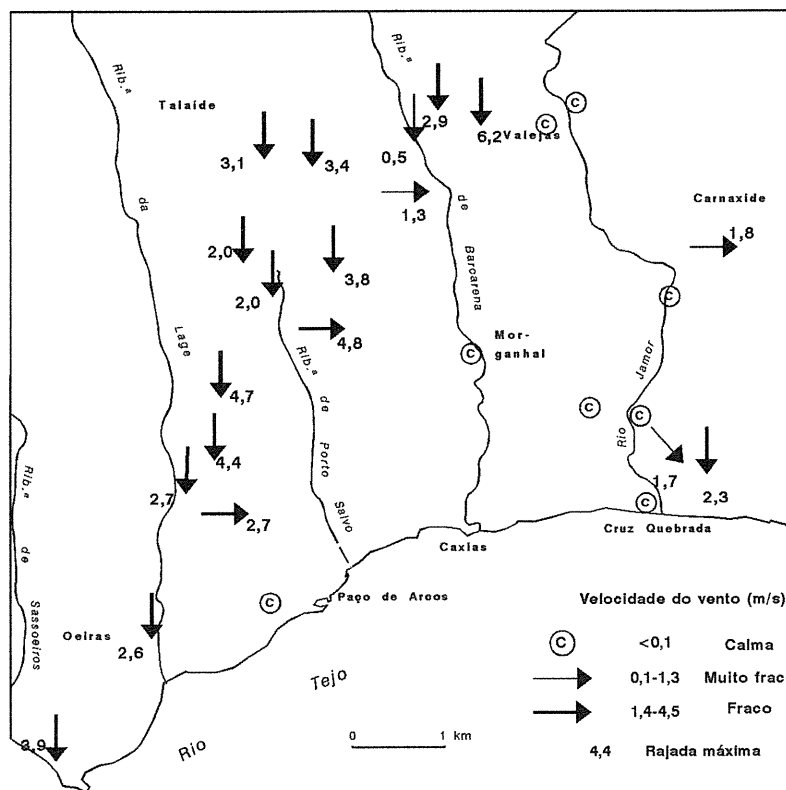 Rib.ª
da
Lage
Talaíde
3,1
3,4
2,0
2,0
3,8
4,8
4,7
4,4
2,7
2,7
2,6
3,9
Rib.ª
de
Porto
Salvo
Rib.ª
de
Barcarena
0,5
2,9
6,2
Valejas
1,3
Carnaxide
1,8
C
C
C
C
Mor-
ganhal
C
C
C
C
Rio
Jamor
1,7
2,3
Cruz Quebrada
Caxias
Paço de Arcos
C
Oeiras
Rib.ª
de
Sassoeiros
Rio
Tejo
0 1 km
Velocidade do vento (m/s)
C <0,1 Calma
0,1-1,3 Muito frac
1,4-4,5 Fraco
4,4 Rajada máxima